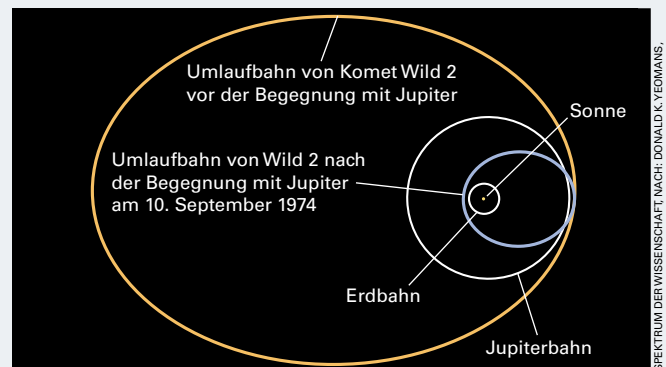 Umlaufbahn von Komet Wild 2
vor der Begegnung mit Jupiter
Sonne
Umlaufbahn von Wild 2 nach
der Begegnung mit Jupiter
am 10. September 1974
Erdbahn
Jupiterbahn
SPEKTRUM DER WISSENSCHAFT, NACH: DONALD K. YEOMANS,